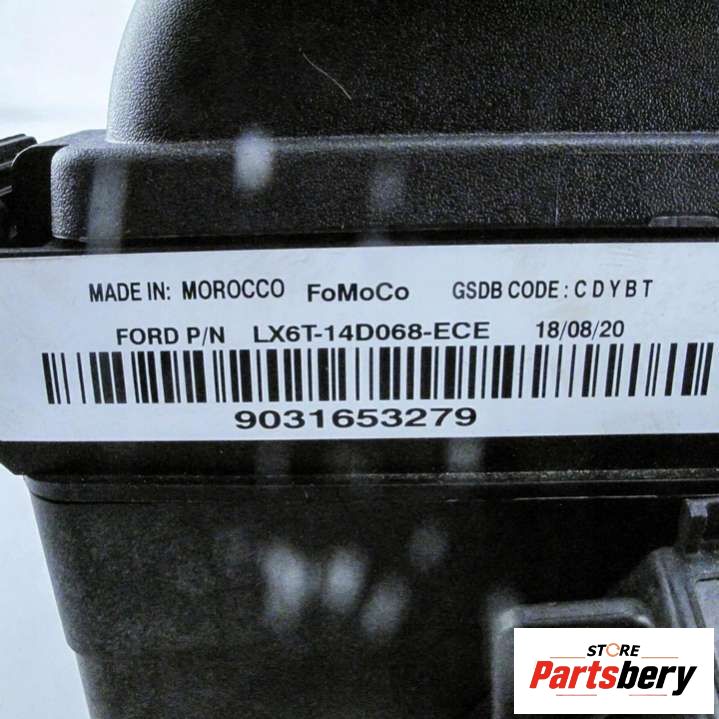 MADE IN: MOROCCO FoMoCo GSDB CODE : C D Y B T
FORD P/N LX6T-14D068-ECE 18/08/20
9031653279
STORE
Partsbery